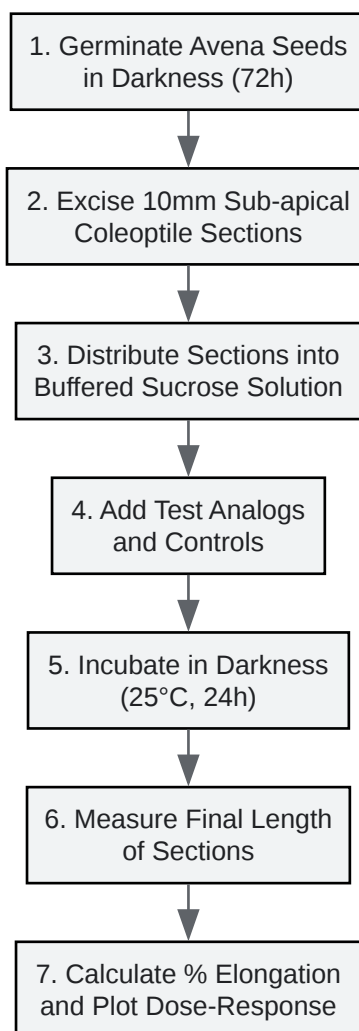 1. Germinate Avena Seeds
in Darkness (72h)
2. Excise 10mm Sub-apical
Coleoptile Sections
3. Distribute Sections into
Buffered Sucrose Solution
4. Add Test Analogs
and Controls
5. Incubate in Darkness
(25°C, 24h)
6. Measure Final Length
of Sections
7. Calculate % Elongation
and Plot Dose-Response